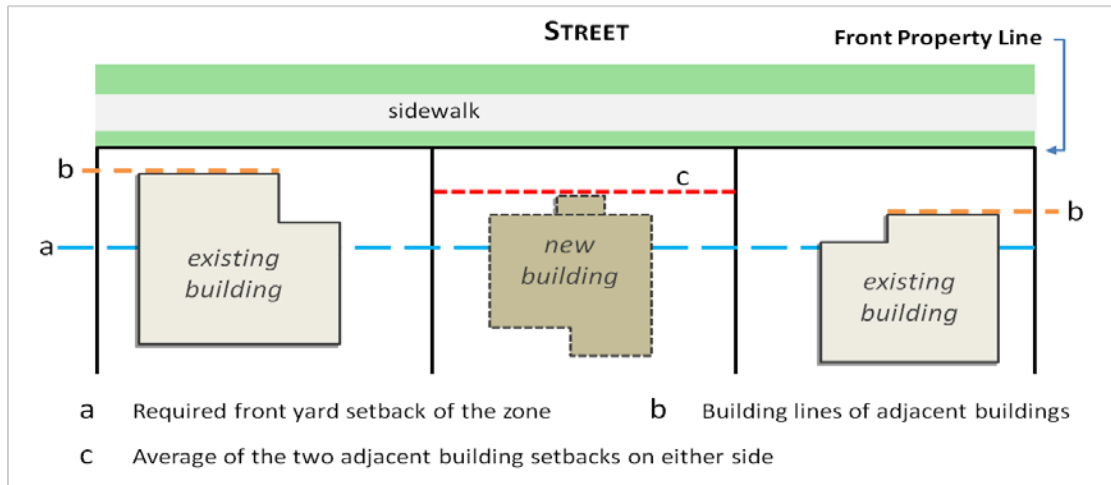 STREET
Front Property Line
sidewalk
b
c
b
a
existing
building
new
building
existing
building
a Required front yard setback of the zone
b Building lines of adjacent buildings
c Average of the two adjacent building setbacks on either side